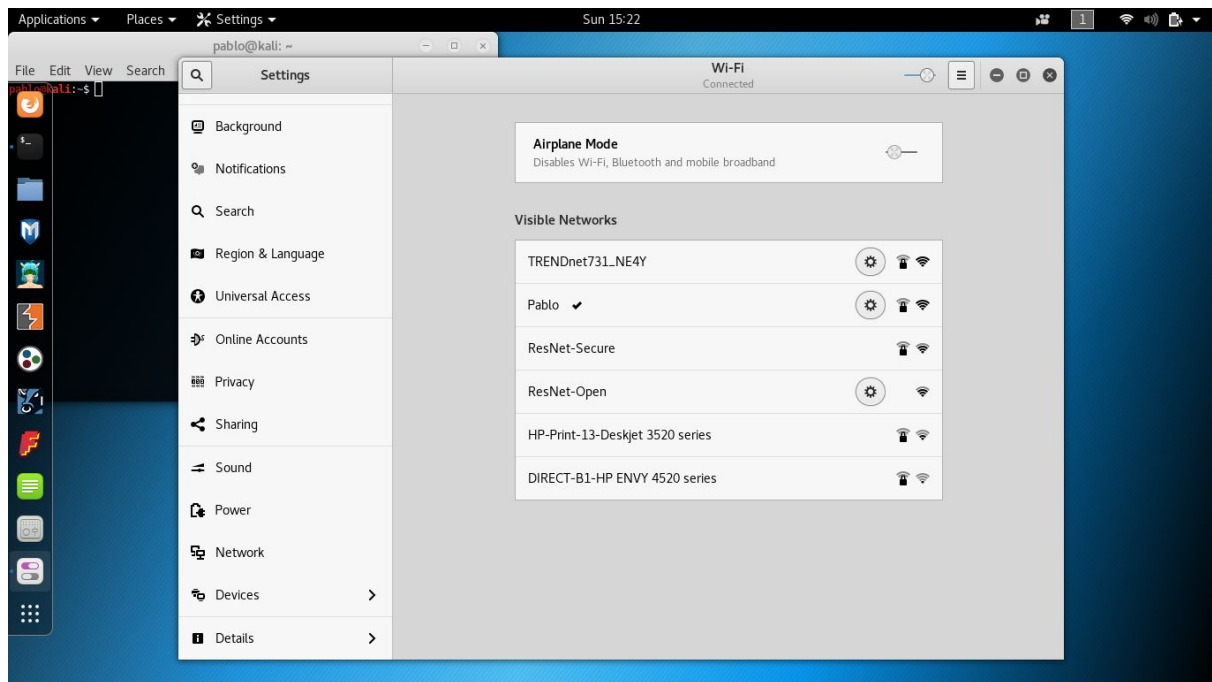 Applications Places Settings Sun 15:22 1
pablo@kali: ~
File Edit View Search
pablo@kali:~$
Settings
Wi-Fi
Connected
Background
Notifications
Search
Region & Language
Universal Access
Online Accounts
Privacy
Sharing
Sound
Power
Network
Devices
Details
Airplane Mode
Disables Wi-Fi, Bluetooth and mobile broadband
Visible Networks
TRENDnet731_NE4Y
Pablo
ResNet-Secure
ResNet-Open
HP-Print-13-Deskjet 3520 series
DIRECT-B1-HP ENVY 4520 series